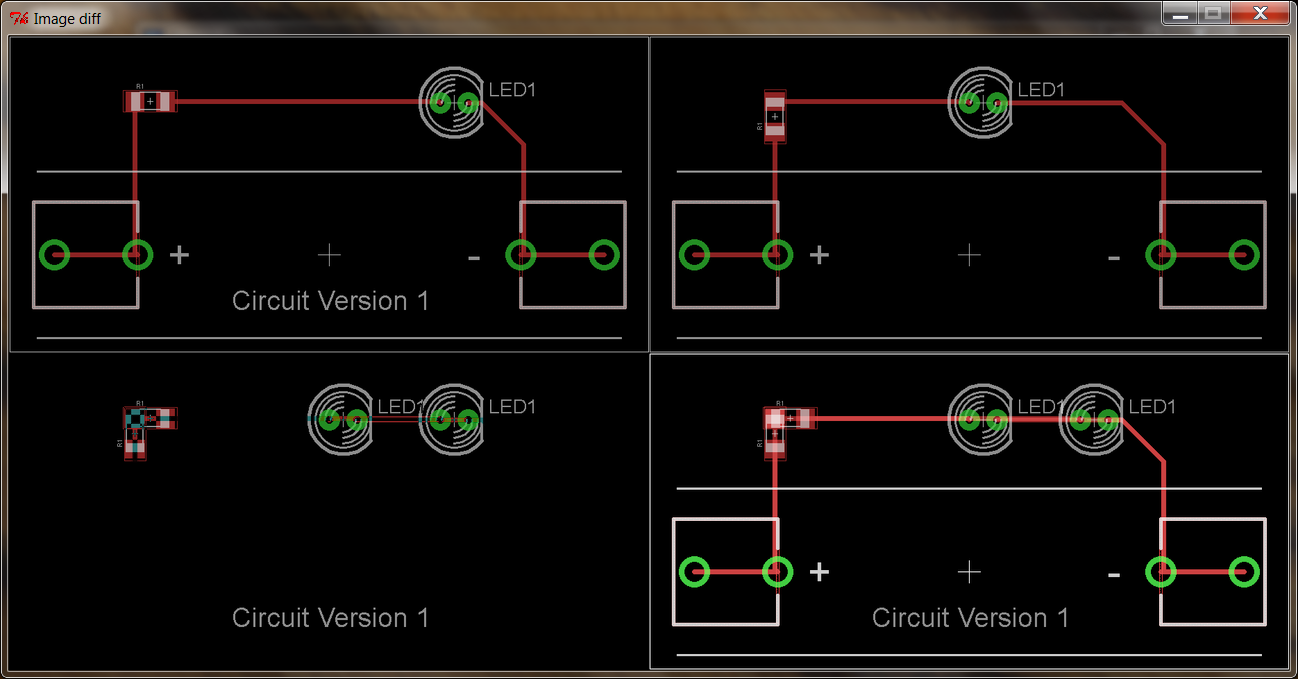 Image diff
R1
LED1
+
-
Circuit Version 1
LED1
R1
+
-
R1
LED1
LED1
R1
Circuit Version 1
R1
LED1
LED1
R1
+
-
Circuit Version 1